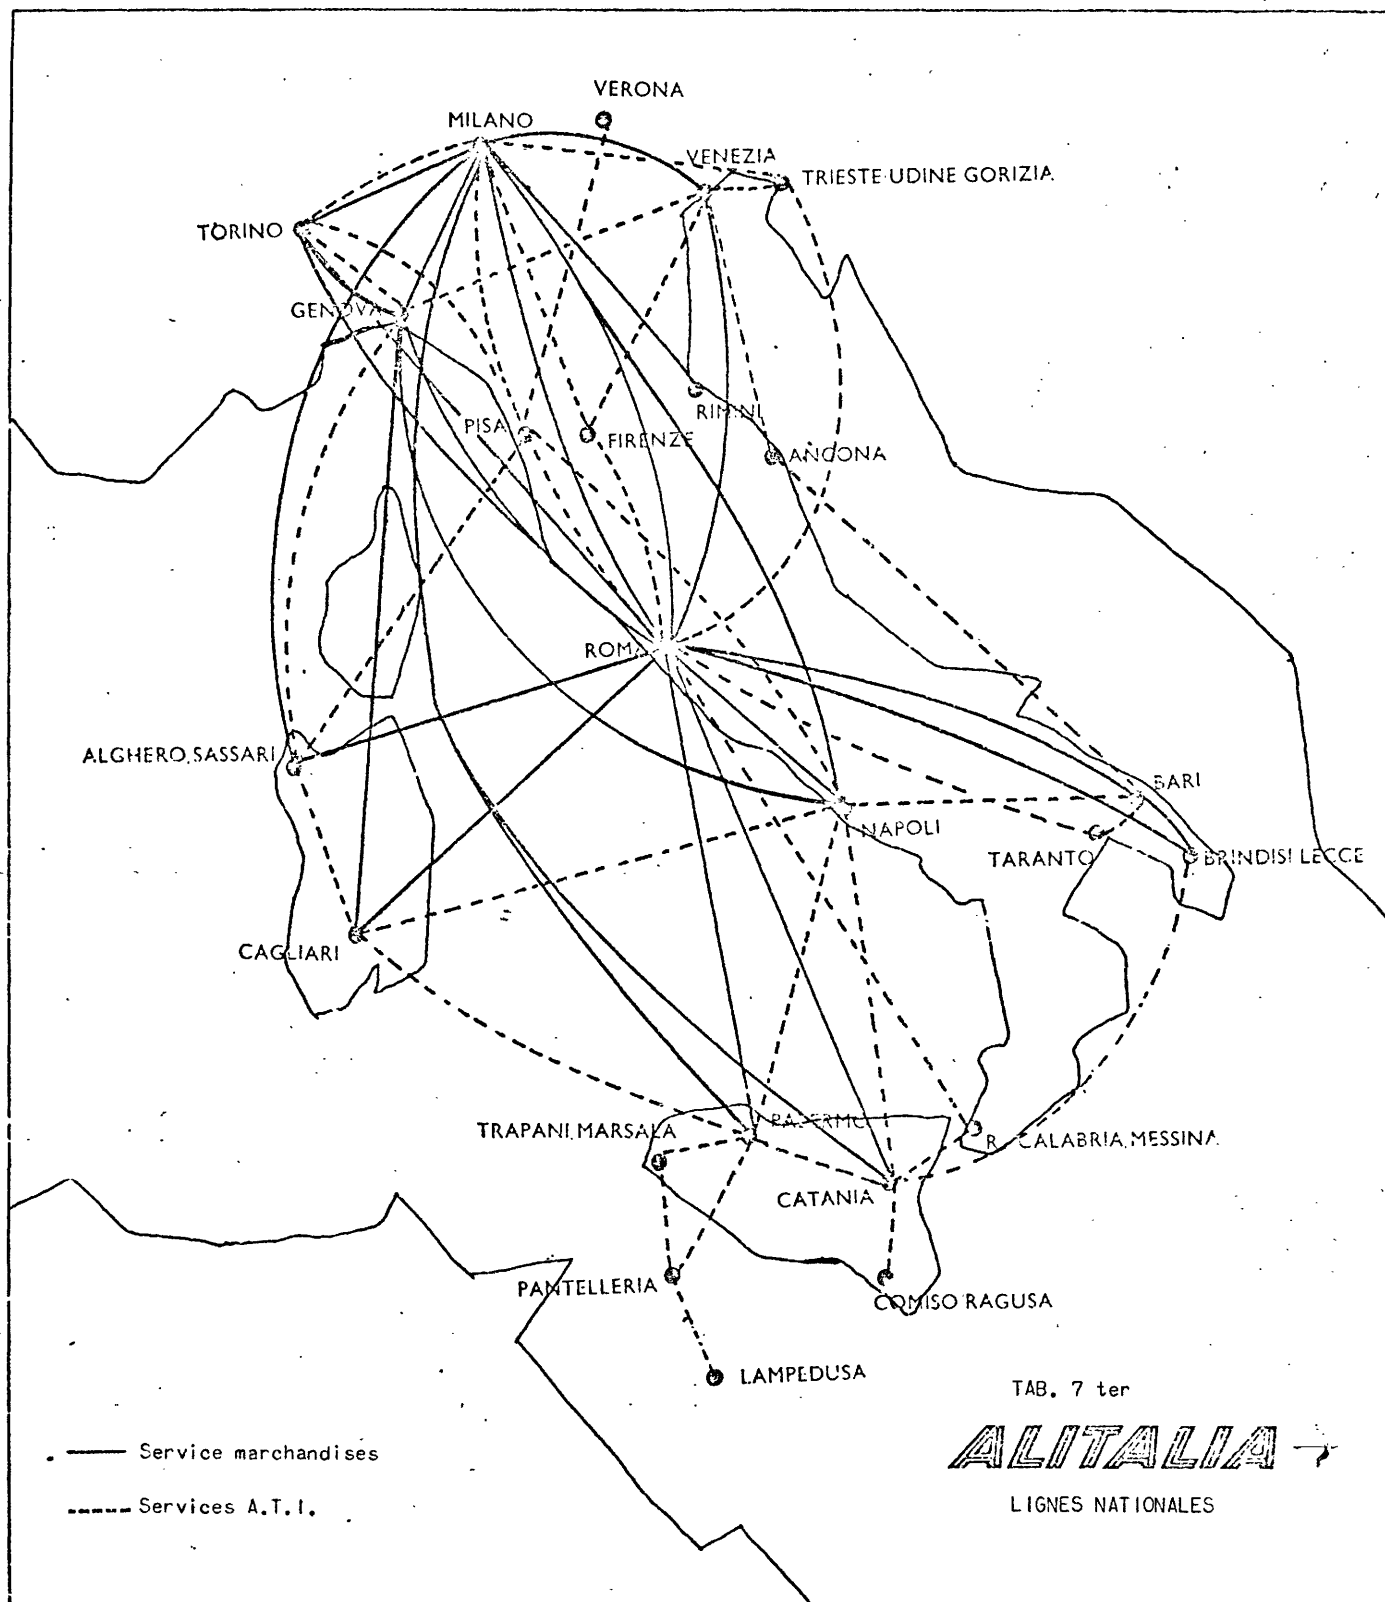 VERONA
MILANO
VENEZIA
TRIESTE UDINE GORIZIA
TORINO
GENOVA
RIMINI
PISA
FIRENZE
ANCONA
ROMA
ALGHERO, SASSARI
BARI
NAPOLI
TARANTO
BRINDISI LECCE
CAGLIARI
PALERMO
TRAPANI, MARSALA
R. CALABRIA, MESSINA
CATANIA
PANTELLERIA
COMISO RAGUSA
LAMPEDUSA
TAB. 7 ter
ALITALIA
Service marchandises
Services A.T.I.
LIGNES NATIONALES